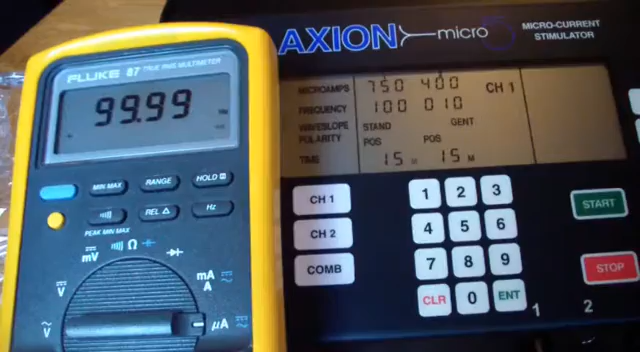 FLUKE 87 TRUE RMS MULTIMETER
99.99
MIN MAX
RANGE
HOLD
REL Δ
Hz
PEAK MIN MAX
mV
Ω
V
mA
A
V
µA
AXION micro
MICRO-CURRENT
STIMULATOR
MICROAMPS 750 400 CH 1
FREQUENCY 100 010
WAVESLOPE STAND GENT
POLARITY POS POS
TIME 15 M 15 M
CH 1
CH 2
COMB
1 2 3
4 5 6
7 8 9
CLR 0 ENT
START
STOP
1 2